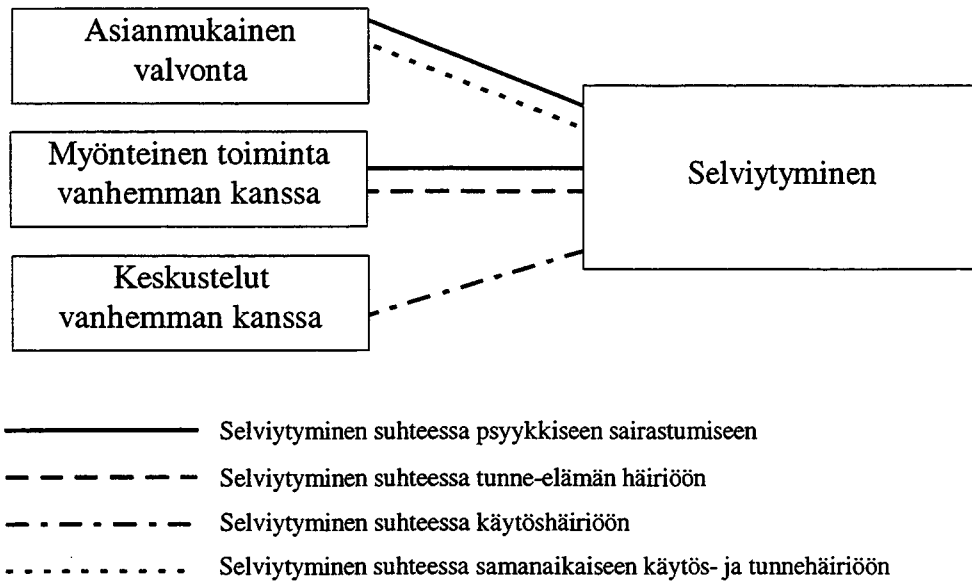 Asianmukainen
valvonta
Myönteinen toiminta
vanhemman kanssa
Keskustelut
vanhemman kanssa
Selviytyminen
Selviytyminen suhteessa psyykkiseen sairastumiseen
Selviytyminen suhteessa tunne-elämän häiriöön
Selviytyminen suhteessa käytöshäiriöön
Selviytyminen suhteessa samanaikaiseen käytös- ja tunnehäiriöön